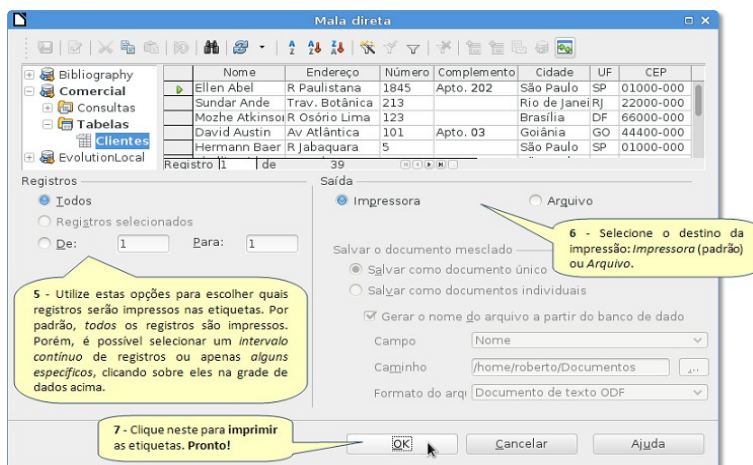 Mala direta
Nome Endereço Número Complemento Cidade UF CEP
Bibliography
Comercial
Consultas
Tabelas
Clientes
EvolutionLocal
Ellen Abel R Paulistana 1845 Apto. 202 São Paulo SP 01000-000
Sundar Ande Trav. Botânica 213 Rio de Janei RJ 22000-000
Mozhe Atkinso R Osório Lima 123 Brasília DF 66000-000
David Austin Av Atlântica 101 Apto. 03 Goiânia GO 44400-000
Hermann Baer R Jabaquara 5 São Paulo SP 01000-000
Registro 1 de 39
Registros
Todos
Registros selecionados
De: 1 Para: 1
5 - Utilize estas opções para escolher quais
registros serão impressos nas etiquetas. Por
padrão, todos os registros são impressos.
Porém, é possível selecionar um intervalo
contínuo de registros ou apenas alguns
específicos, clicando sobre eles na grade de
dados acima.
Saída
Impressora Arquivo
6 - Selecione o destino da
impressão: Impressora (padrão)
ou Arquivo.
Salvar o documento mesclado
Salvar como documento único
Salvar como documentos individuais
Gerar o nome do arquivo a partir do banco de dado
Campo Nome
Caminho /home/roberto/Documentos ...
Formato do arqu Documento de texto ODF
7 - Clique neste para imprimir
as etiquetas. Pronto!
OK Cancelar Ajuda